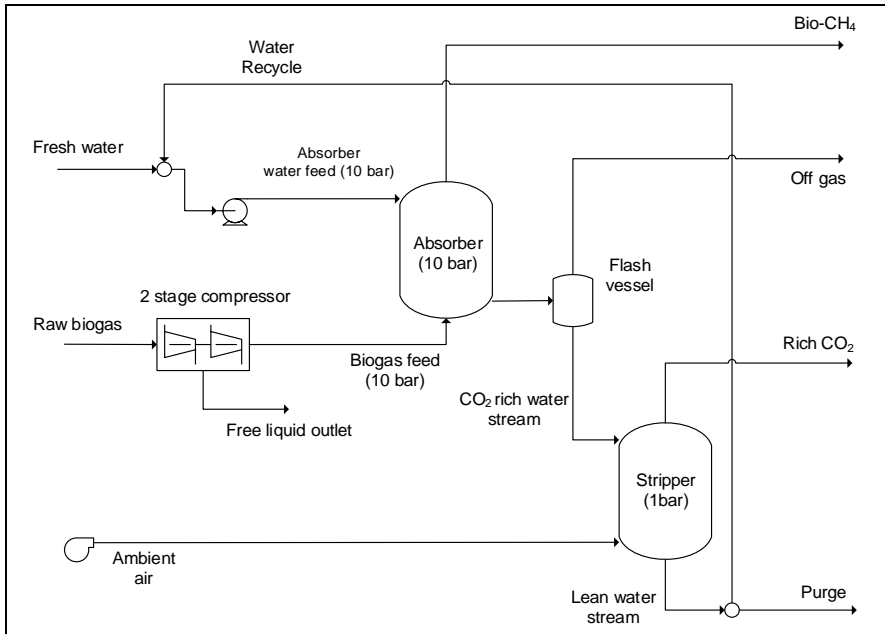 Bio-CH₄
Water
Recycle
Fresh water
Absorber
water feed (10 bar)
Off gas
Absorber
(10 bar)
Flash
vessel
2 stage compressor
Raw biogas
Biogas feed
(10 bar)
Rich CO₂
CO₂ rich water
stream
Free liquid outlet
Stripper
(1bar)
Ambient
air
Lean water
stream
Purge